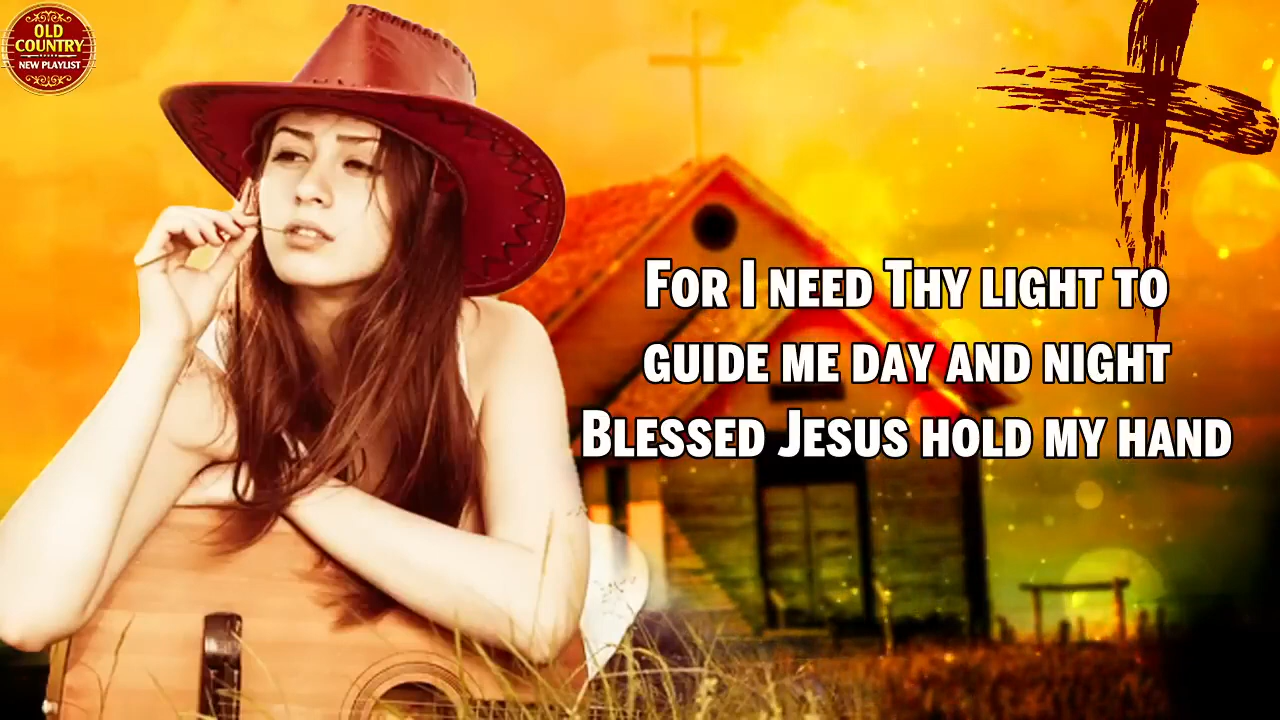 OLD
COUNTRY
NEW PLAYLIST
FOR I NEED THY LIGHT TO
GUIDE ME DAY AND NIGHT
BLESSED JESUS HOLD MY HAND